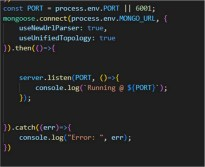 const PORT = process.env.PORT || 6001;
mongoose.connect(process.env.MONGO_URL, {
useNewUrlParser: true,
useUnifiedTopology: true
}).then(()=>{
server.listen(PORT, ()=>{
console.log(`Running @ ${PORT}`);
});
}).catch((err)=>{
console.log("Error: ", err);
})